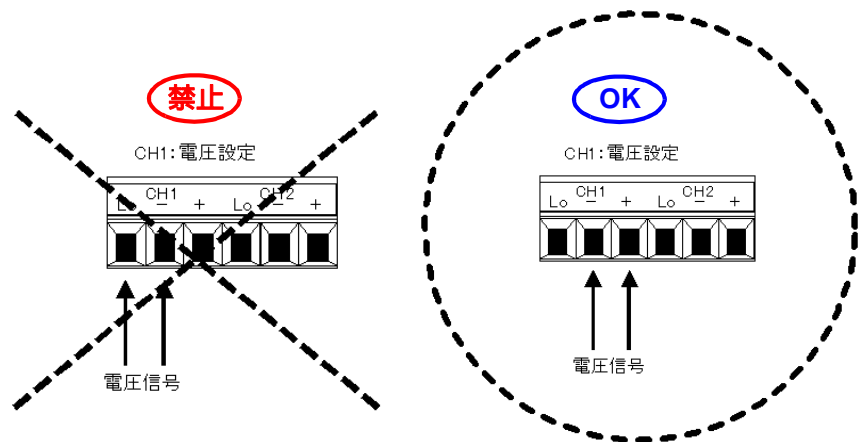 禁止
CH1:電圧設定
CH1 CH2
Lo − + Lo − +
電圧信号
OK
CH1:電圧設定
CH1 CH2
Lo − + Lo − +
電圧信号